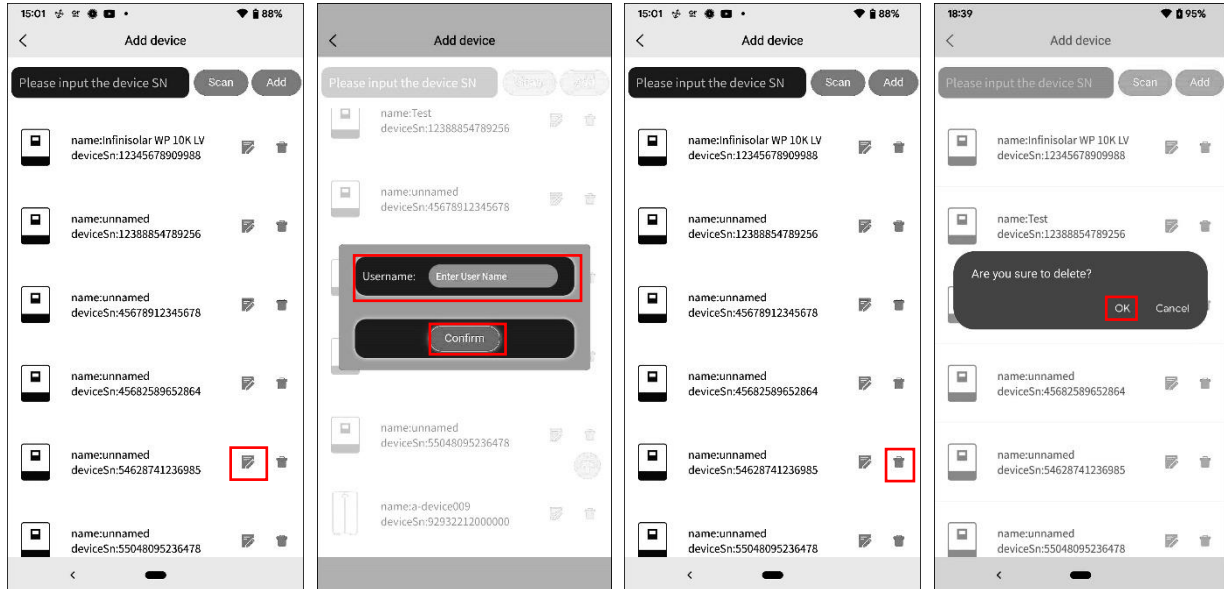 15:01
88%
Add device
Please input the device SN
Scan
Add
name:Infinisolar WP 10K LV
deviceSn:12345678909988
name:unnamed
deviceSn:12388854789256
name:unnamed
deviceSn:45678912345678
name:unnamed
deviceSn:45682589652864
name:unnamed
deviceSn:54628741236985
name:unnamed
deviceSn:55048095236478
Add device
Please input the device SN
name:Test
deviceSn:12388854789256
name:unnamed
deviceSn:45678912345678
Username:
Enter User Name
Confirm
name:unnamed
deviceSn:55048095236478
name:a-device009
deviceSn:92932212000000
15:01
88%
Add device
Please input the device SN
Scan
Add
name:Infinisolar WP 10K LV
deviceSn:12345678909988
name:unnamed
deviceSn:12388854789256
name:unnamed
deviceSn:45678912345678
name:unnamed
deviceSn:45682589652864
name:unnamed
deviceSn:54628741236985
name:unnamed
deviceSn:55048095236478
18:39
95%
Add device
Please input the device SN
Scan
Add
name:Infinisolar WP 10K LV
deviceSn:12345678909988
name:Test
deviceSn:12388854789256
Are you sure to delete?
OK
Cancel
name:unnamed
deviceSn:45682589652864
name:unnamed
deviceSn:54628741236985
name:unnamed
deviceSn:55048095236478